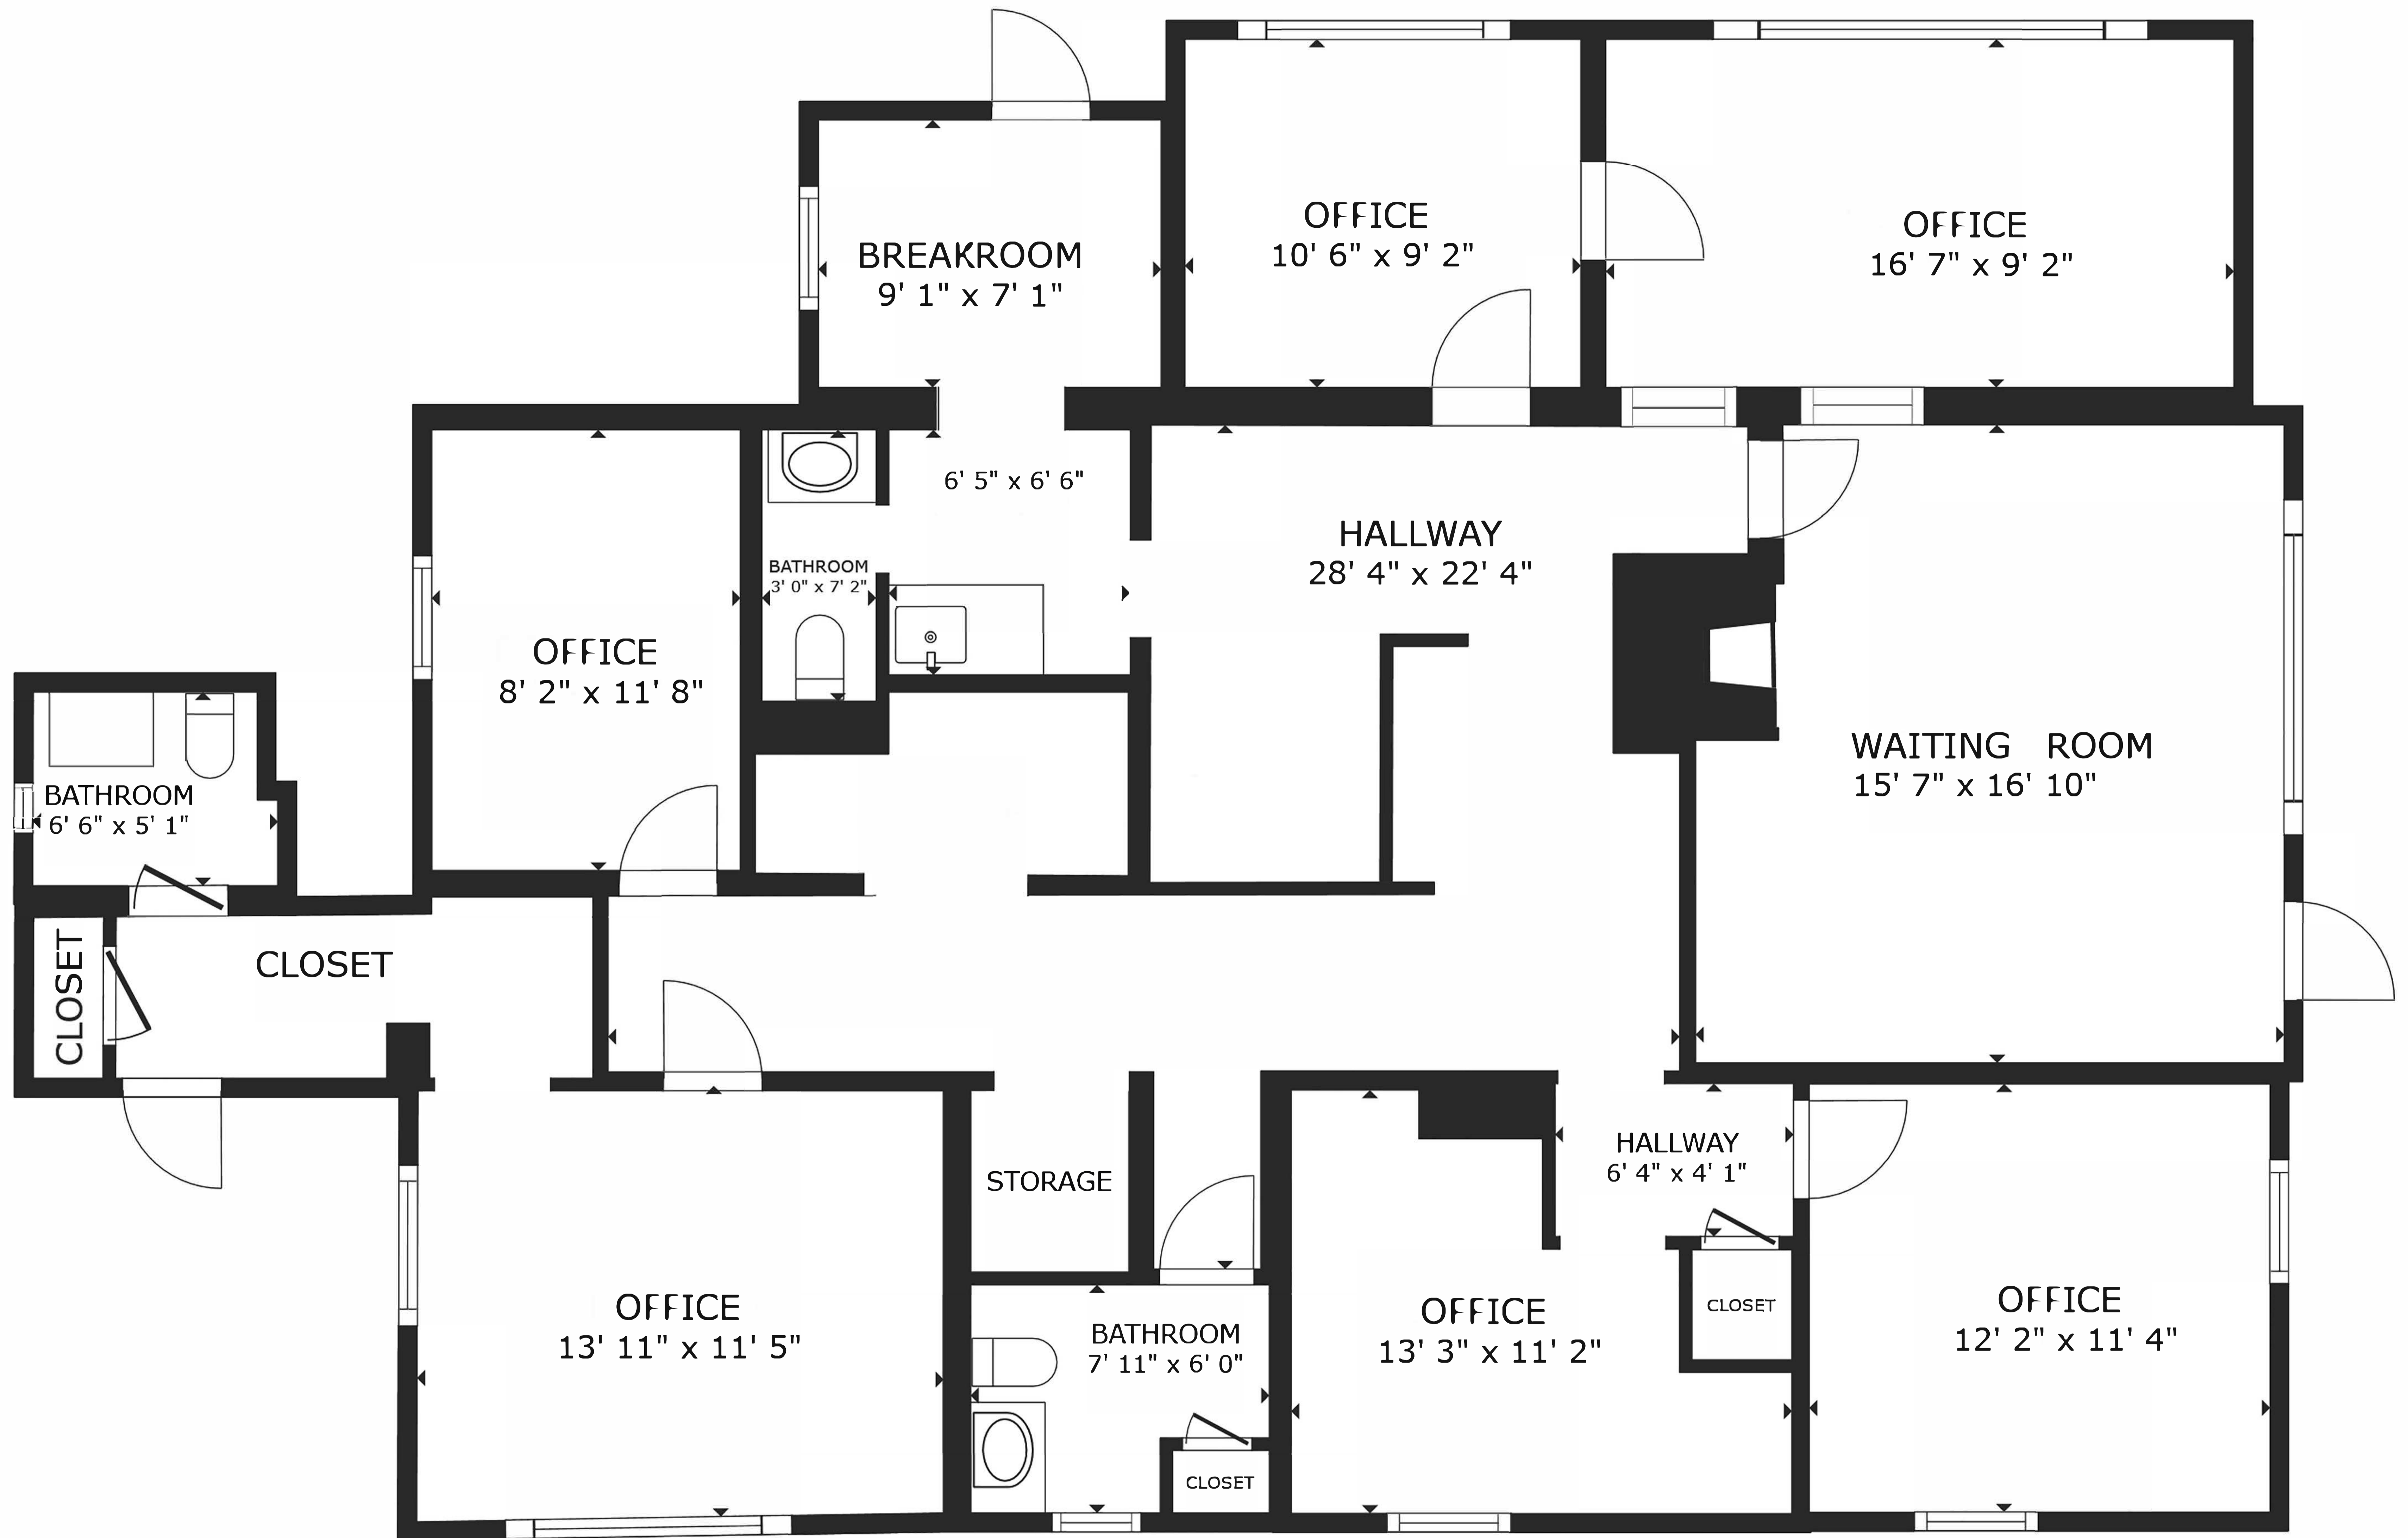 OFFICE
10' 6" x 9' 2"
OFFICE
16' 7" x 9' 2"
BREAKROOM
9' 1" x 7' 1"
6' 5" x 6' 6"
HALLWAY
28' 4" x 22' 4"
BATHROOM
3' 0" x 7' 2"
OFFICE
8' 2" x 11' 8"
WAITING ROOM
15' 7" x 16' 10"
BATHROOM
6' 6" x 5' 1"
CLOSET
CLOSET
STORAGE
HALLWAY
6' 4" x 4' 1"
OFFICE
13' 11" x 11' 5"
BATHROOM
7' 11" x 6' 0"
OFFICE
13' 3" x 11' 2"
CLOSET
OFFICE
12' 2" x 11' 4"
CLOSET